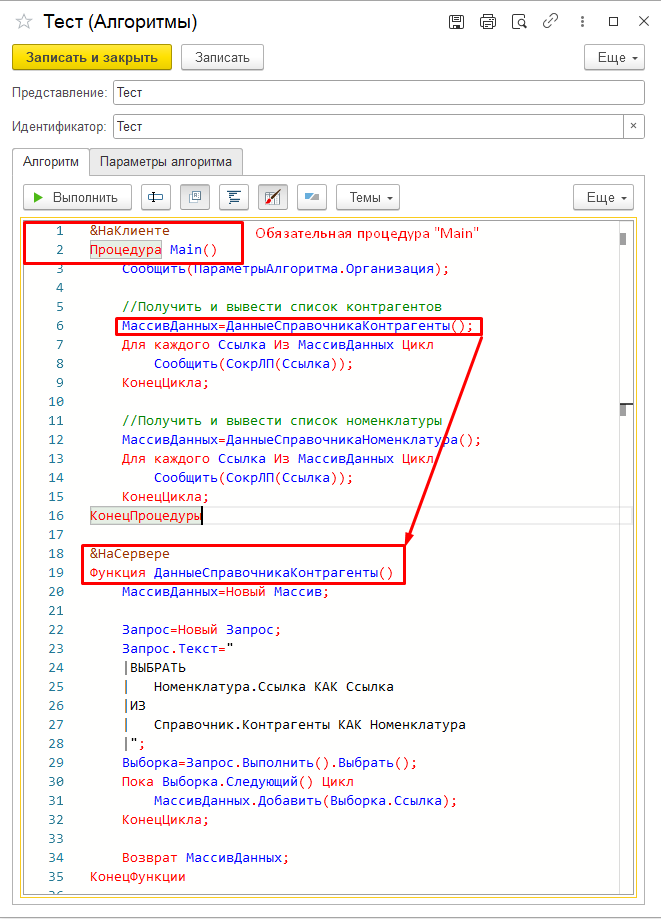 Тест (Алгоритмы)
Записать и закрыть
Записать
Еще
Представление: Тест
Идентификатор: Тест ×
Алгоритм
Параметры алгоритма
Выполнить
Темы
Еще
1 &НаКлиенте
Обязательная процедура "Main"
2 Процедура Main()
3 Сообщить(ПараметрыАлгоритма.Организация);
4
5 //Получить и вывести список контрагентов
6 МассивДанных=ДанныеСправочникаКонтрагенты();
7 Для каждого Ссылка Из МассивДанных Цикл
8 Сообщить(СокрЛП(Ссылка));
9 КонецЦикла;
10
11 //Получить и вывести список номенклатуры
12 МассивДанных=ДанныеСправочникаНоменклатура();
13 Для каждого Ссылка Из МассивДанных Цикл
14 Сообщить(СокрЛП(Ссылка));
15 КонецЦикла;
16 КонецПроцедуры
17
18 &НаСервере
19 Функция ДанныеСправочникаКонтрагенты()
20 МассивДанных=Новый Массив;
21
22 Запрос=Новый Запрос;
23 Запрос.Текст="
24 |ВЫБРАТЬ
25 | Номенклатура.Ссылка КАК Ссылка
26 |ИЗ
27 | Справочник.Контрагенты КАК Номенклатура
28 |";
29 Выборка=Запрос.Выполнить().Выбрать();
30 Пока Выборка.Следующий() Цикл
31 МассивДанных.Добавить(Выборка.Ссылка);
32 КонецЦикла;
33
34 Возврат МассивДанных;
35 КонецФункции